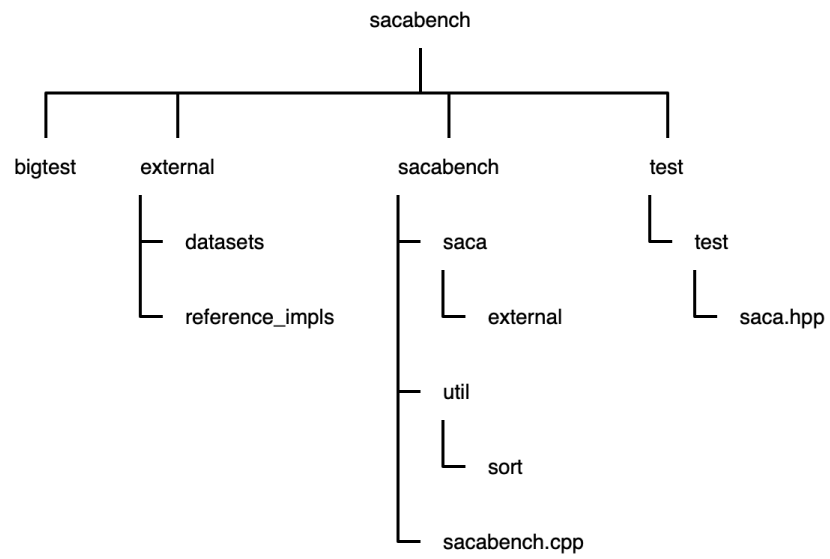 sacabench
bigtest
external
sacabench
test
datasets
saca
test
reference_impls
external
saca.hpp
util
sort
sacabench.cpp